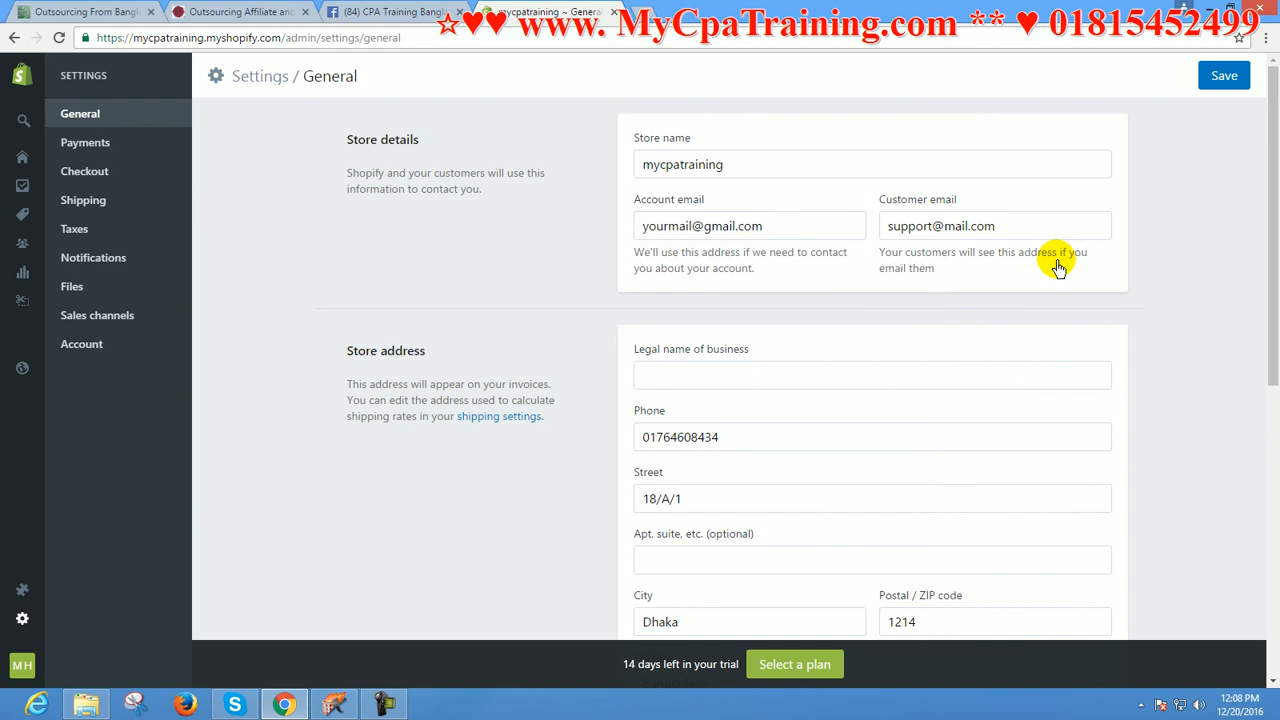 Outsourcing From Bangl
Outsourcing Affiliate and
(84) CPA Training Bangl
mycpatraining ~ General
☆♥♥ www. MyCpaTraining.com ** ♥ 01815452499
https://mycpatraining.myshopify.com/admin/settings/general
SETTINGS
General
Payments
Checkout
Shipping
Taxes
Notifications
Files
Sales channels
Account
MH
Settings / General
Save
Store details
Shopify and your customers will use this
information to contact you.
Store name
mycpatraining
Account email
yourmail@gmail.com
We'll use this address if we need to contact
you about your account.
Customer email
support@mail.com
Your customers will see this address if you
email them
Store address
This address will appear on your invoices.
You can edit the address used to calculate
shipping rates in your shipping settings.
Legal name of business
Phone
01764608434
Street
18/A/1
Apt, suite, etc. (optional)
City
Dhaka
Postal / ZIP code
1214
14 days left in your trial
Select a plan
Bangladesh
12:08 PM
12/20/2016